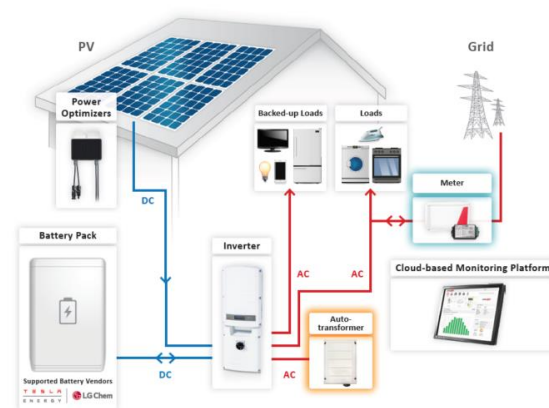 PV
Grid
Power
Optimizers
Backed-up Loads
Loads
DC
Meter
Battery Pack
Inverter
AC
AC
Cloud-based Monitoring Platform
Auto-
transformer
DC
AC
Supported Battery Vendors
TESLA
ENERGY
LG Chem